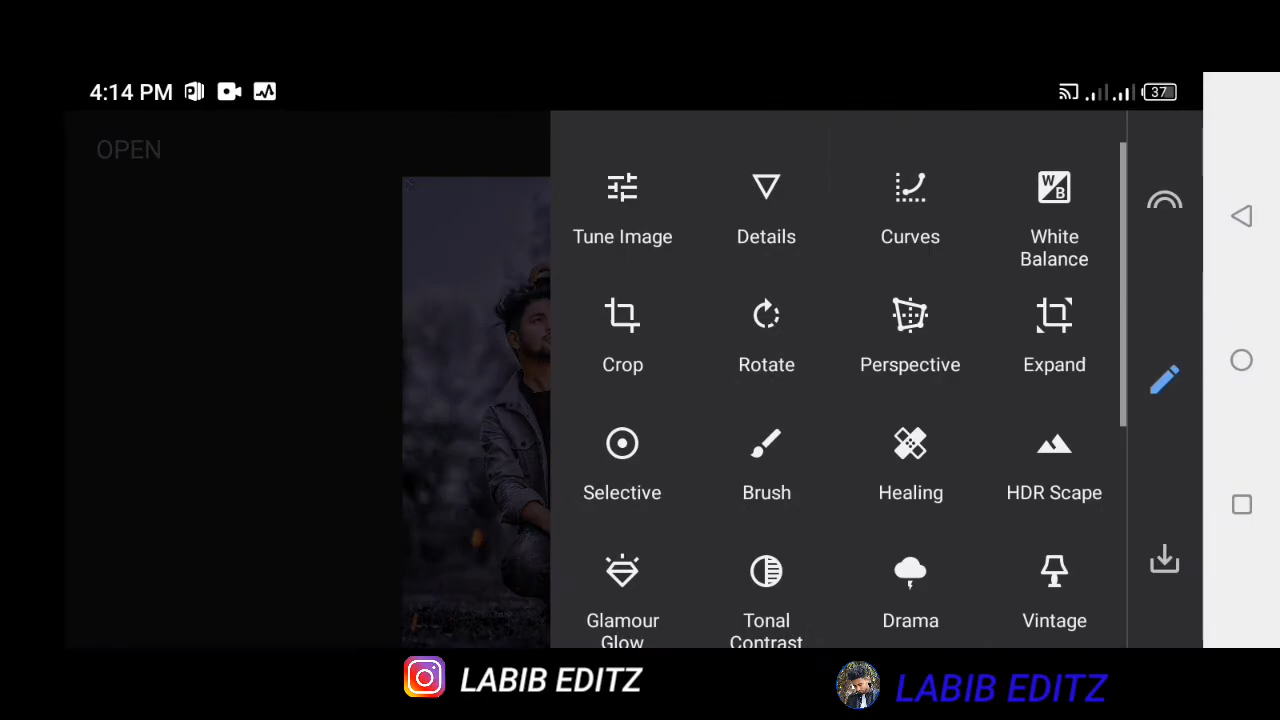 4:14 PM
37
OPEN
Tune Image
Details
Curves
W
B
White
Balance
Crop
Rotate
Perspective
Expand
Selective
Brush
Healing
HDR Scape
Glamour
Glow
Tonal
Contrast
Drama
Vintage
LABIB EDITZ
LABIB EDITZ